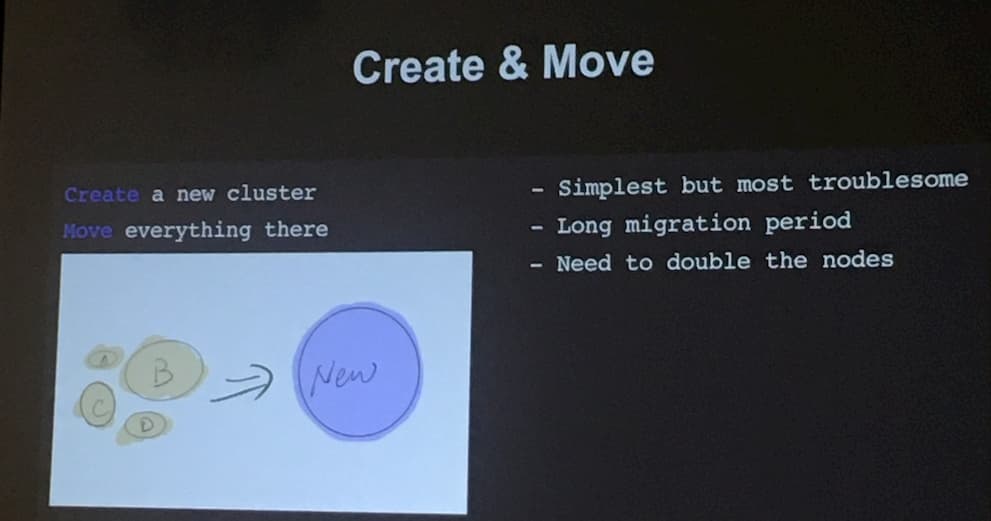 Create & Move
Create a new cluster
Move everything there
- Simplest but most troublesome
- Long migration period
- Need to double the nodes
A
B
C
D
New